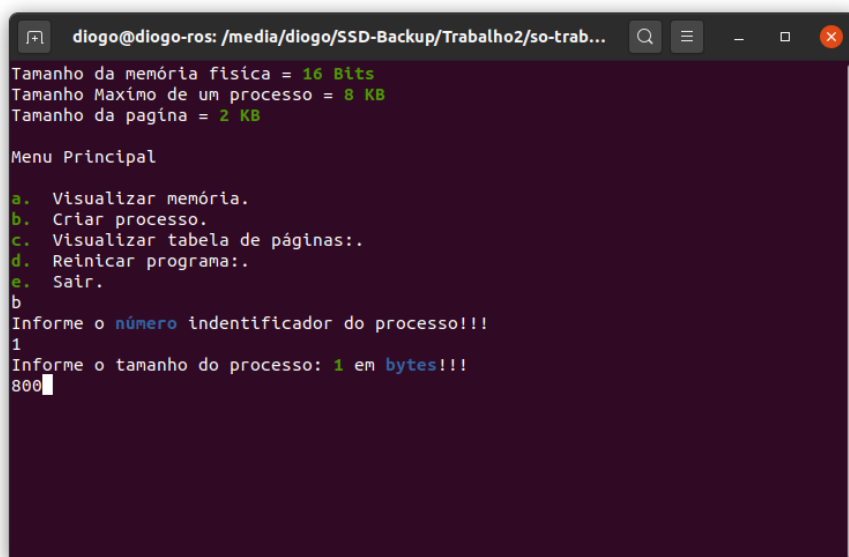 diogo@diogo-ros: /media/diogo/SSD-Backup/Trabalho2/so-trab...
Tamanho da memória fisíca = 16 Bits
Tamanho Maxímo de um processo = 8 KB
Tamanho da pagína = 2 KB
Menu Principal
a. Visualizar memória.
b. Criar processo.
c. Visualizar tabela de páginas:.
d. Reinicar programa:.
e. Sair.
b
Informe o número indentificador do processo!!!
1
Informe o tamanho do processo: 1 em bytes!!!
800